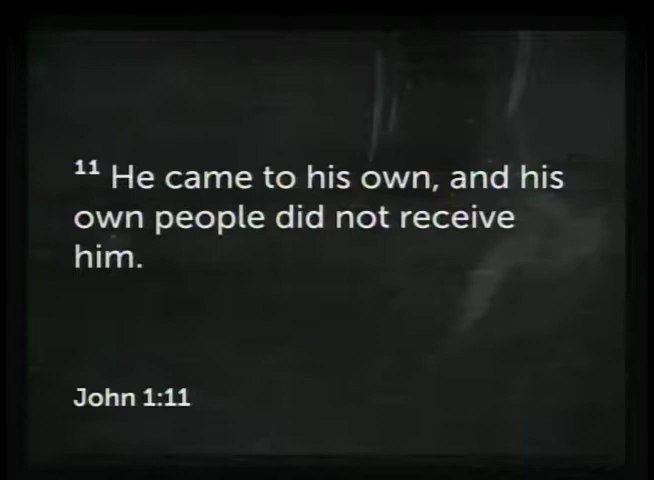 ¹¹ He came to his own, and his
own people did not receive
him.
John 1:11